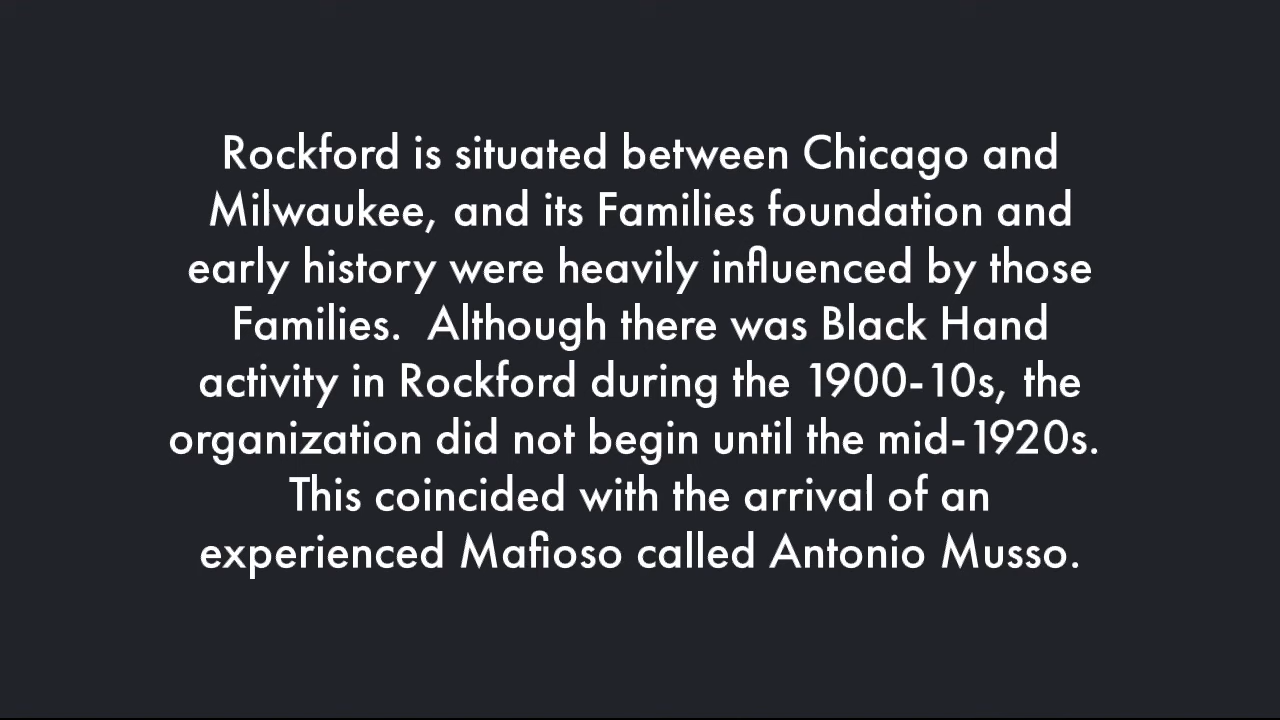 Rockford is situated between Chicago and
Milwaukee, and its Families foundation and
early history were heavily influenced by those
Families.  Although there was Black Hand
activity in Rockford during the 1900-10s, the
organization did not begin until the mid-1920s.
This coincided with the arrival of an
experienced Mafioso called Antonio Musso.